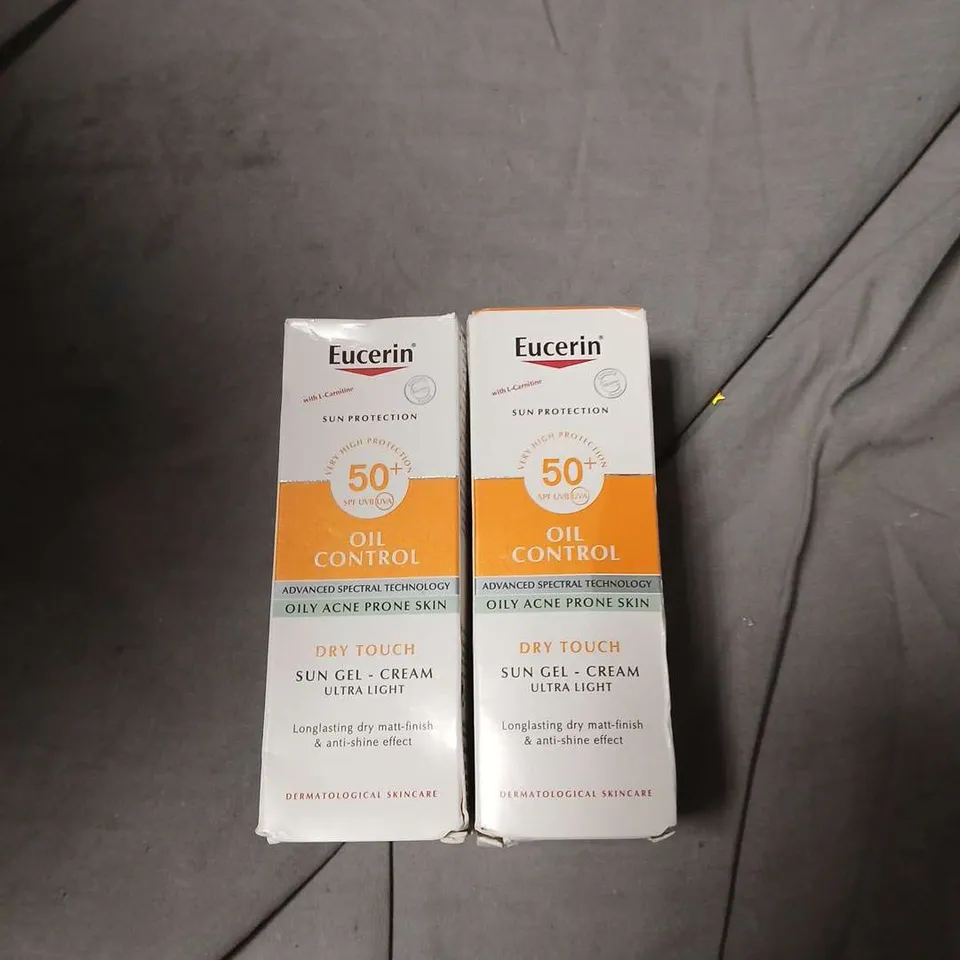 Eucerin®
with L-Carnitine
SUN PROTECTION
VERY HIGH PROTECTION
50+
SPF UVB UVA
OIL
CONTROL
ADVANCED SPECTRAL TECHNOLOGY
OILY ACNE PRONE SKIN
DRY TOUCH
SUN GEL - CREAM
ULTRA LIGHT
Longlasting dry matt-finish
& anti-shine effect
DERMATOLOGICAL SKINCARE
Eucerin®
with L-Carnitine
SUN PROTECTION
VERY HIGH PROTECTION
50+
SPF UVB UVA
OIL
CONTROL
ADVANCED SPECTRAL TECHNOLOGY
OILY ACNE PRONE SKIN
DRY TOUCH
SUN GEL - CREAM
ULTRA LIGHT
Longlasting dry matt-finish
& anti-shine effect
DERMATOLOGICAL SKINCARE